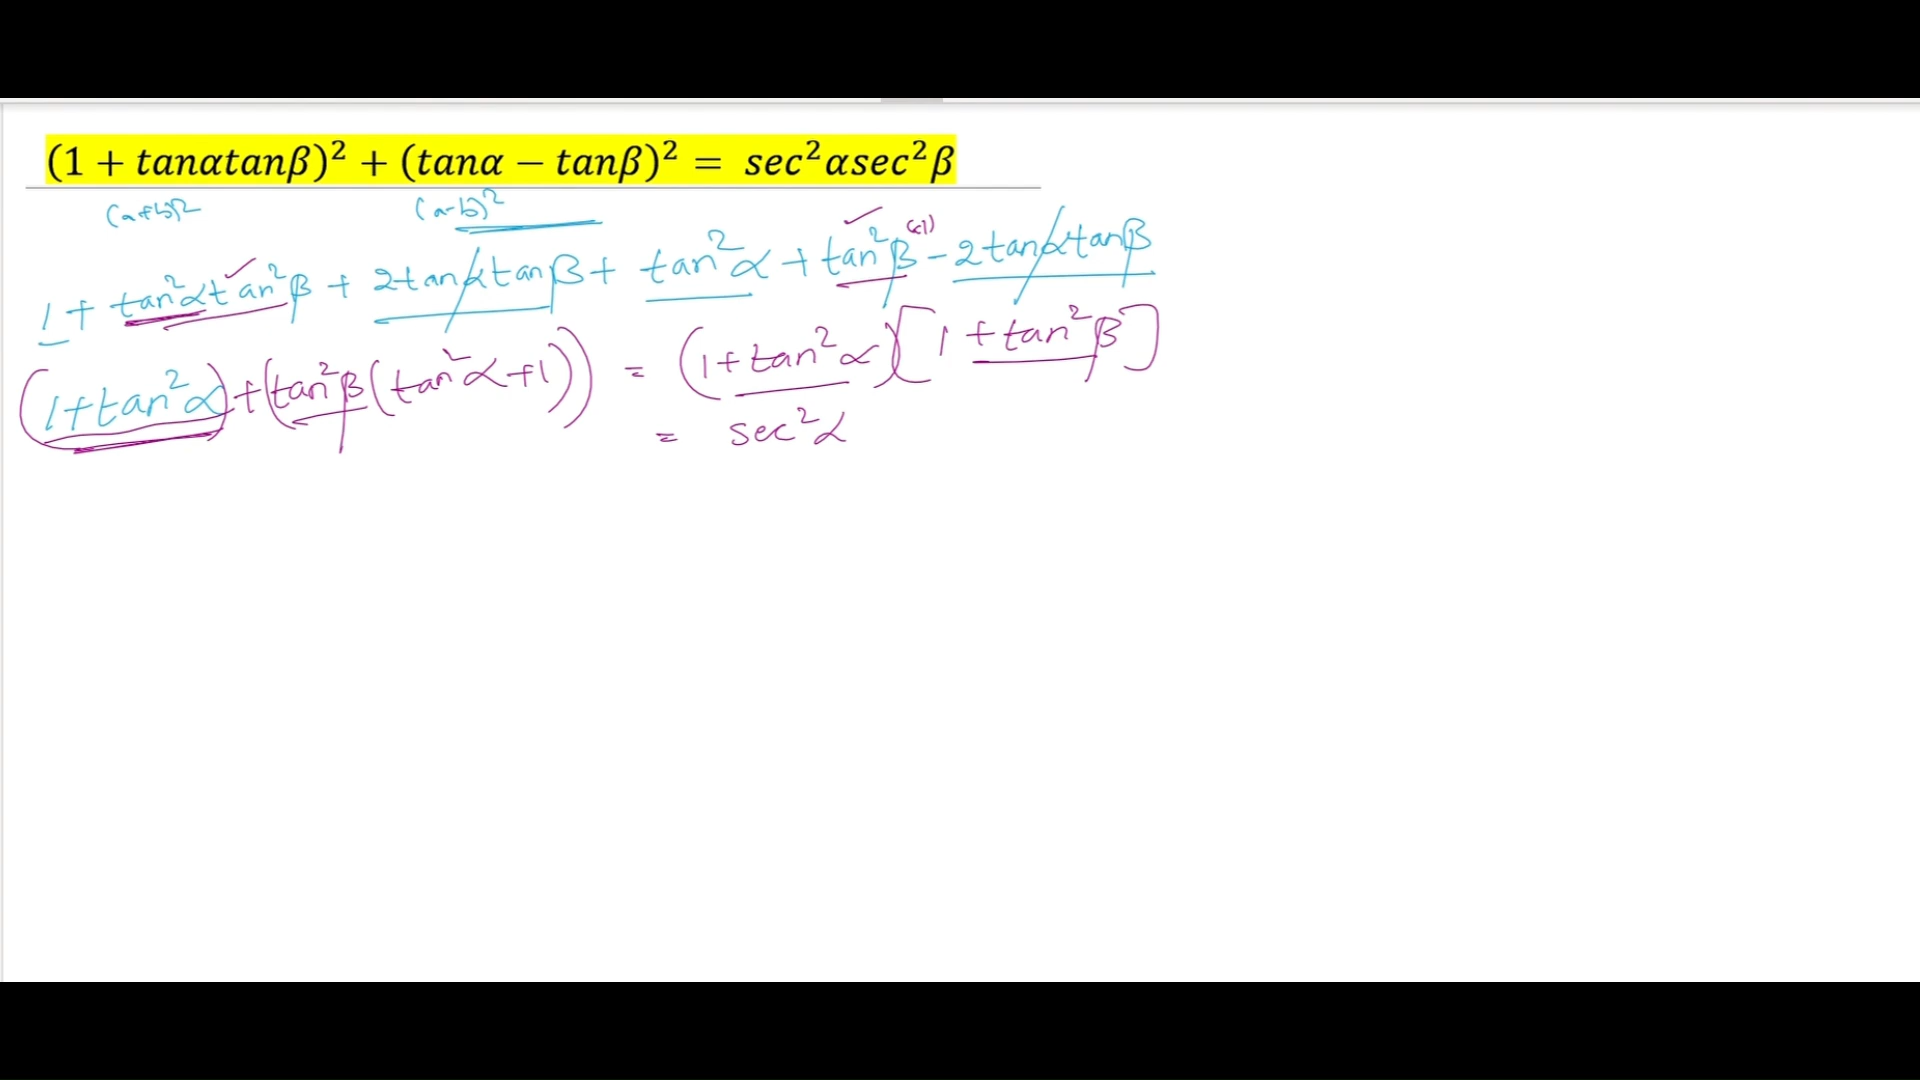 (1 + tanαtanβ)² + (tanα − tanβ)² = sec²αsec²β
(a+b)² (a-b)²
1 + tan²αtan²β + 2tanαtanβ + tan²α + tan²β - 2tanαtanβ
(1+tan²α)+(tan²β(tan²α+1)) = (1+tan²α)[1+tan²β]
= sec²α